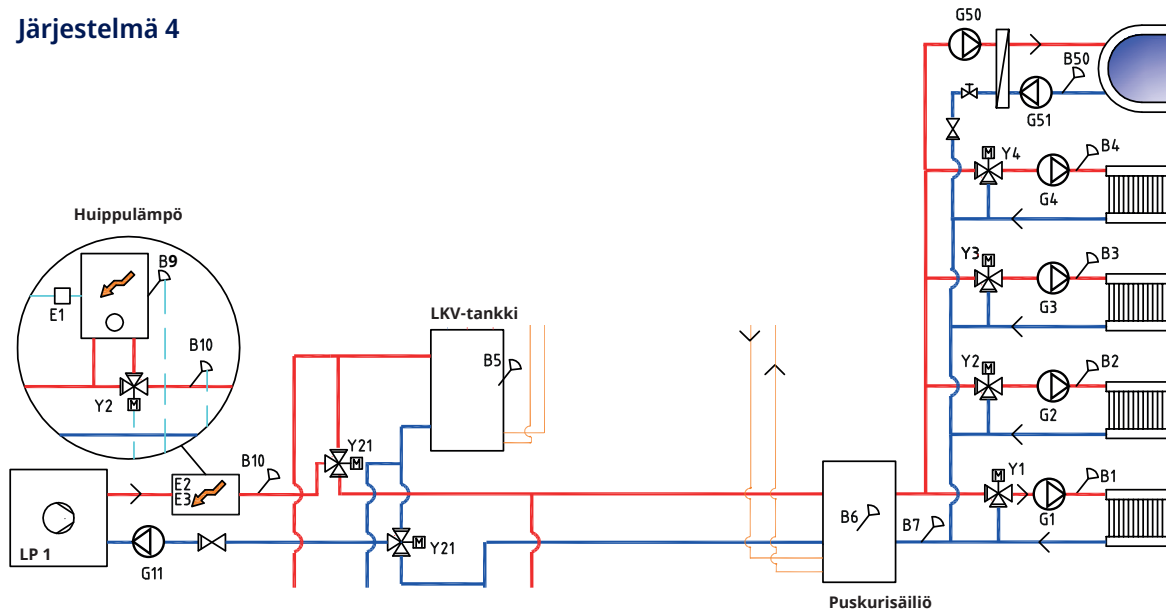 Järjestelmä 4
G50
B50
G51
Y4
B4
G4
Huippulämpö
B9
E1
B10
Y2
Y3
B3
G3
LKV-tankki
B5
Y2
B2
G2
B10
Y21
M
E2
E3
Y1
B1
G1
LP 1
G11
Y21
M
B6
B7
Puskurisäiliö
M
M
M
M
M